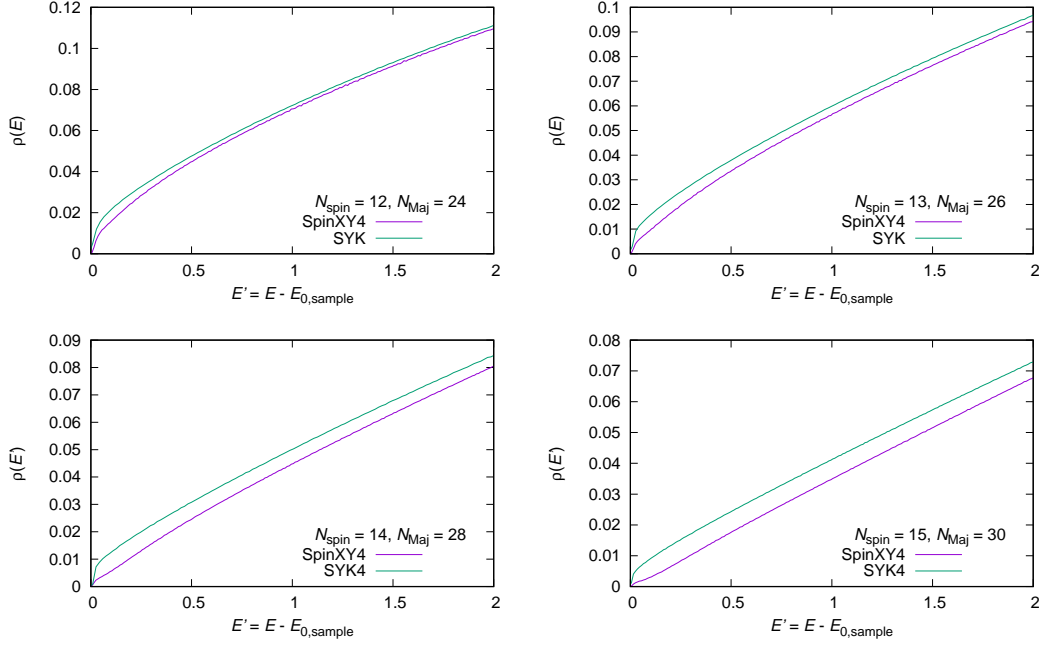 0.12
0.1
0.08
0.06
0.04
0.02
0
ρ(E)
N_spin = 12, N_Maj = 24
SpinXY4
SYK
0 0.5 1 1.5 2
E' = E - E_0,sample
0.1
0.09
0.08
0.07
0.06
0.05
0.04
0.03
0.02
0.01
0
ρ(E)
N_spin = 13, N_Maj = 26
SpinXY4
SYK
0 0.5 1 1.5 2
E' = E - E_0,sample
0.09
0.08
0.07
0.06
0.05
0.04
0.03
0.02
0.01
0
ρ(E')
N_spin = 14, N_Maj = 28
SpinXY4
SYK4
0 0.5 1 1.5 2
E' = E - E_0,sample
0.08
0.07
0.06
0.05
0.04
0.03
0.02
0.01
0
ρ(E')
N_spin = 15, N_Maj = 30
SpinXY4
SYK4
0 0.5 1 1.5 2
E' = E - E_0,sample